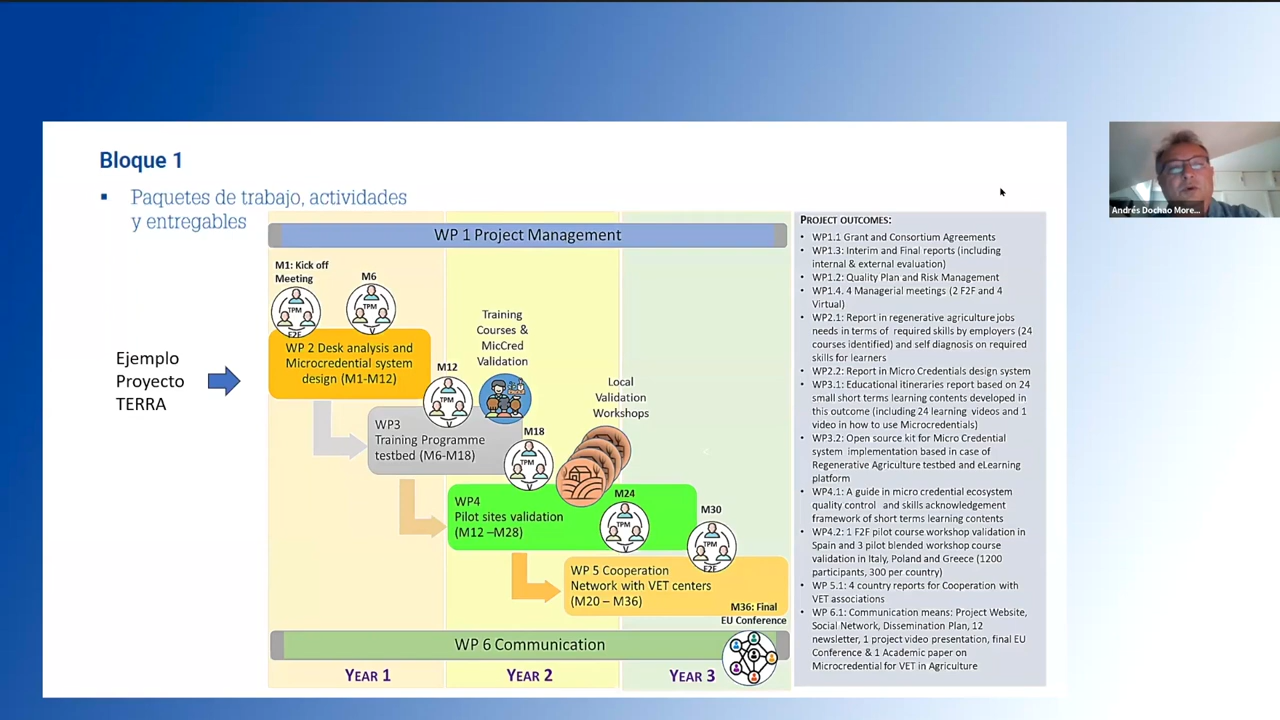 Bloque 1
▪ Paquetes de trabajo, actividades
y entregables
Ejemplo
Proyecto
TERRA
WP 1 Project Management
M1: Kick off
Meeting
M6
TPM
F2F
TPM
V
WP 2 Desk analysis and
Microcredential system
design (M1-M12)
Training
Courses &
MicCred
Validation
M12
TPM
V
WP3
Training Programme
testbed (M6-M18)
M18
TPM
V
Local
Validation
Workshops
WP4
Pilot sites validation
(M12 –M28)
M24
TPM
V
M30
TPM
F2F
WP 5 Cooperation
Network with VET centers
(M20 – M36)
M36: Final
EU Conference
WP 6 Communication
YEAR 1
YEAR 2
YEAR 3
PROJECT OUTCOMES:
• WP1.1 Grant and Consortium Agreements
• WP1.3: Interim and Final reports (including
internal & external evaluation)
• WP1.2: Quality Plan and Risk Management
• WP1.4. 4 Managerial meetings (2 F2F and 4
Virtual)
• WP2.1: Report in regenerative agriculture jobs
needs in terms of required skills by employers (24
courses identified) and self diagnosis on required
skills for learners
• WP2.2: Report in Micro Credentials design system
• WP3.1: Educational itineraries report based on 24
small short terms learning contents developed in
this outcome (including 24 learning videos and 1
video in how to use Microcredentials)
• WP3.2: Open source kit for Micro Credential
system implementation based in case of
Regenerative Agriculture testbed and eLearning
platform
• WP4.1: A guide in micro credential ecosystem
quality control and skills acknowledgement
framework of short terms learning contents
• WP4.2: 1 F2F pilot course workshop validation in
Spain and 3 pilot blended workshop course
validation in Italy, Poland and Greece (1200
participants, 300 per country)
• WP 5.1: 4 country reports for Cooperation with
VET associations
• WP 6.1: Communication means: Project Website,
Social Network, Dissemination Plan, 12
newsletter, 1 project video presentation, final EU
Conference & 1 Academic paper on
Microcredential for VET in Agriculture
Andrés Dochao More...